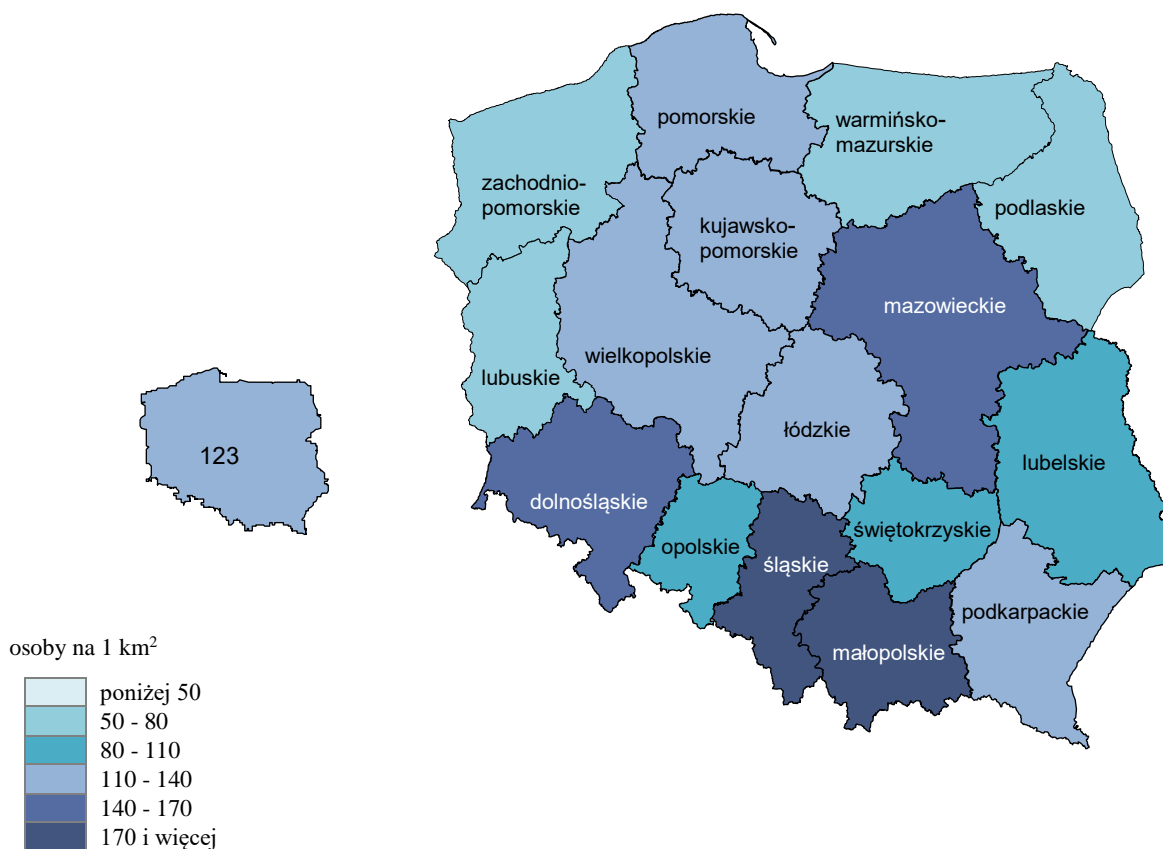 pomorskie
warmińsko-
mazurskie
zachodnio-
pomorskie
podlaskie
kujawsko-
pomorskie
mazowieckie
wielkopolskie
lubuskie
łódzkie
123
lubelskie
dolnośląskie
świętokrzyskie
opolskie
śląskie
podkarpackie
małopolskie
osoby na 1 km²
poniżej 50
50 - 80
80 - 110
110 - 140
140 - 170
170 i więcej